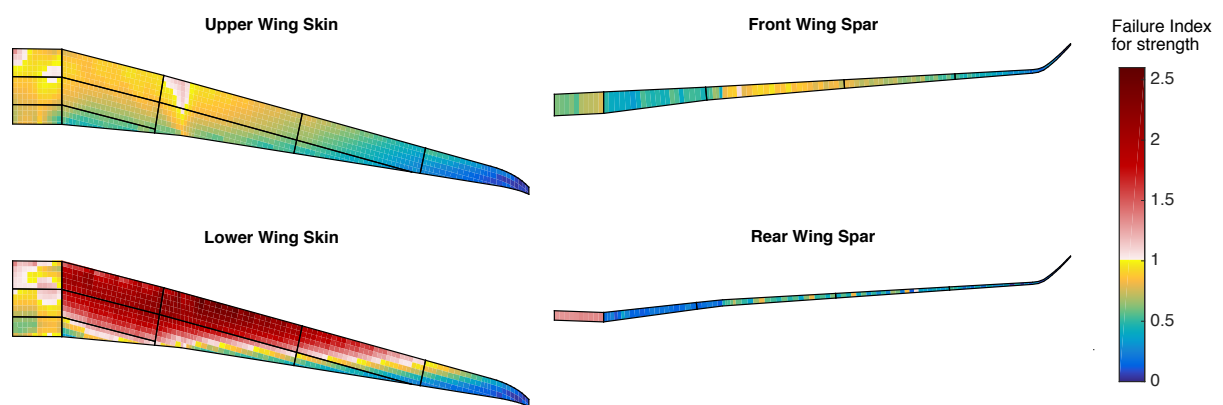 Upper Wing Skin
Front Wing Spar
Failure Index
for strength
Lower Wing Skin
Rear Wing Spar
2.5
2
1.5
1
0.5
0